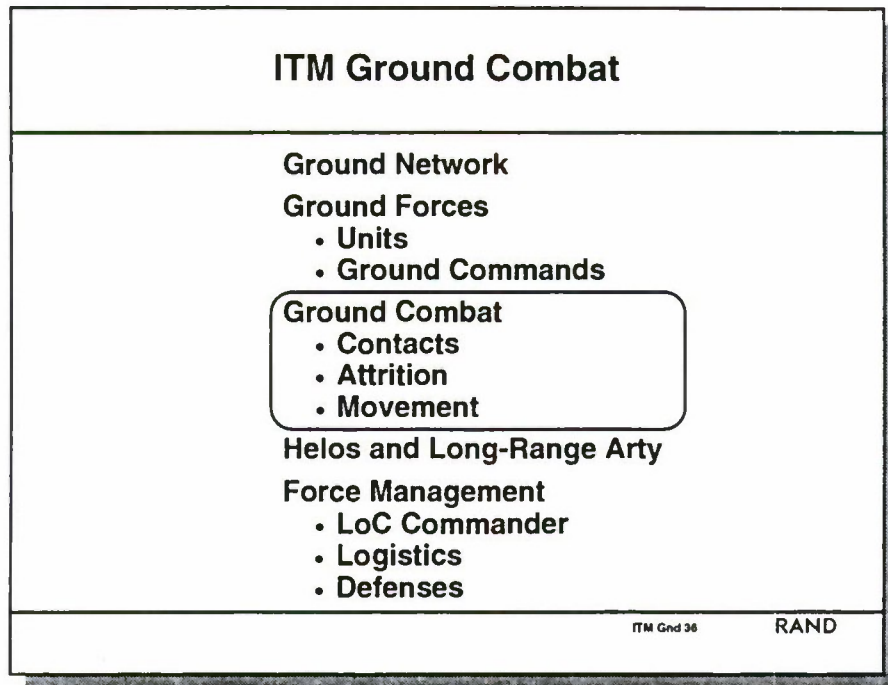 ITM Ground Combat
Ground Network
Ground Forces
• Units
• Ground Commands
Ground Combat
• Contacts
• Attrition
• Movement
Helos and Long-Range Arty
Force Management
• LoC Commander
• Logistics
• Defenses
ITM Gnd 36 RAND